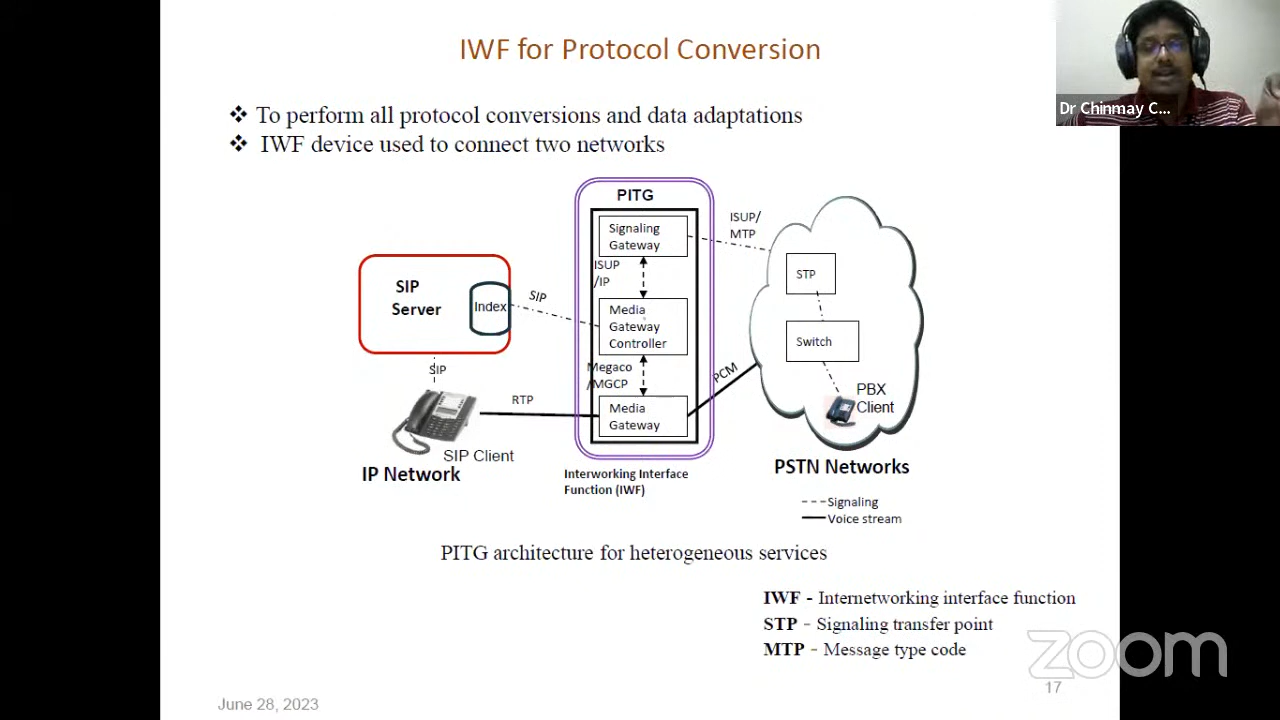 IWF for Protocol Conversion
Dr Chinmay C...
❖ To perform all protocol conversions and data adaptations
❖ IWF device used to connect two networks
PITG
Signaling
Gateway
ISUP/
MTP
ISUP
/IP
STP
SIP
Server
Index
SIP
Media
Gateway
Controller
Switch
SIP
Megaco
/MGCP
PCM
PBX
Client
RTP
Media
Gateway
SIP Client
IP Network
Interworking Interface
Function (IWF)
PSTN Networks
Signaling
Voice stream
PITG architecture for heterogeneous services
IWF - Internetworking interface function
STP - Signaling transfer point
MTP - Message type code
zoom
17
June 28, 2023